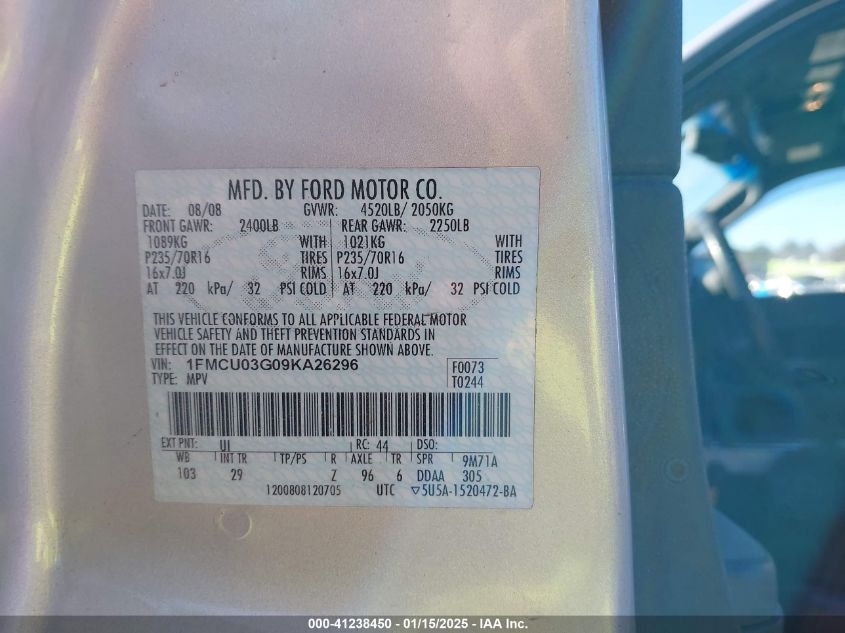 MFD. BY FORD MOTOR CO.
DATE: 08/08 GVWR: 4520LB/ 2050KG
FRONT GAWR: 2400LB REAR GAWR: 2250LB
1089KG WITH 1021KG WITH
P235/70R16 TIRES P235/70R16 TIRES
16x7.0J RIMS 16x7.0J RIMS
AT 220 kPa/ 32 PSI COLD AT 220 kPa/ 32 PSI COLD
THIS VEHICLE CONFORMS TO ALL APPLICABLE FEDERAL MOTOR
VEHICLE SAFETY AND THEFT PREVENTION STANDARDS IN
EFFECT ON THE DATE OF MANUFACTURE SHOWN ABOVE.
VIN: 1FMCU03G09KA26296 F0073
TYPE: MPV T0244
EXT PNT: UI RC: 44 DSO:
WB INT TR TP/PS R AXLE TR SPR 9M71A
103 29 Z 96 6 DDAA 305
1200808120705 UTC ▽5U5A-1520472-BA
000-41238450 - 01/15/2025 - IAA Inc.